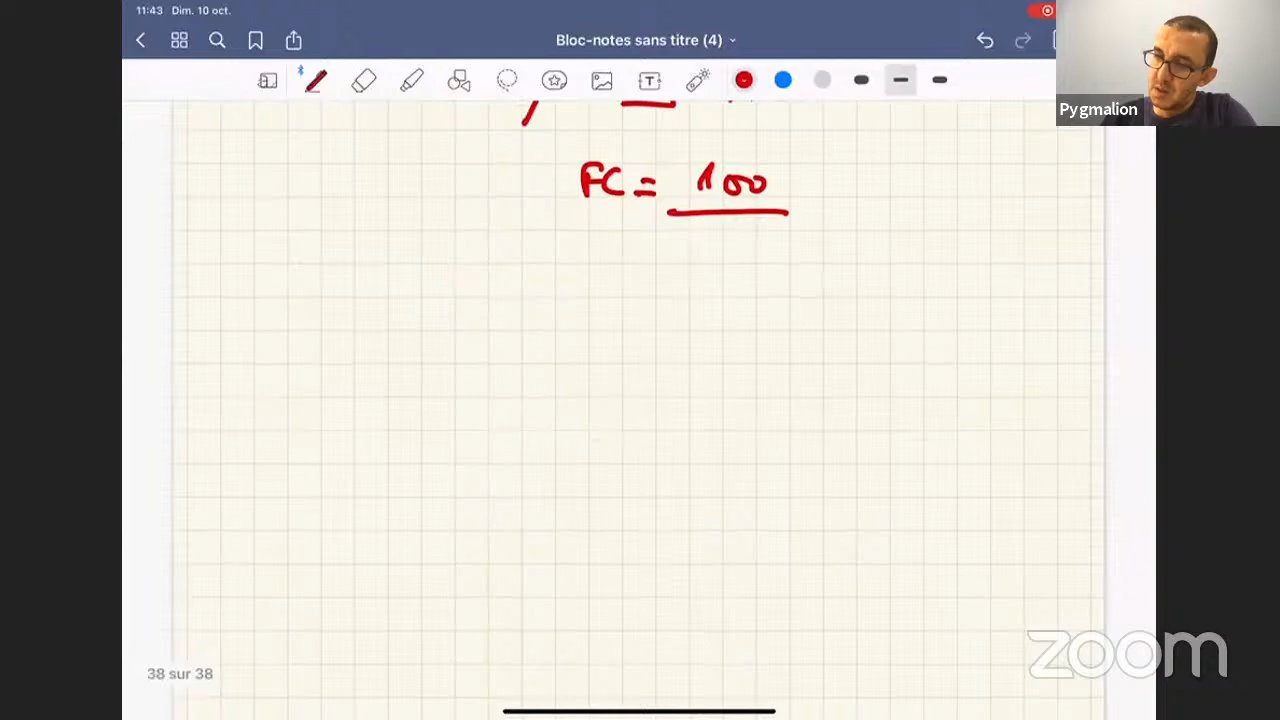 11:43 Dim. 10 oct.
Bloc-notes sans titre (4)
T
Pygmalion
FC = 100
38 sur 38
zoom